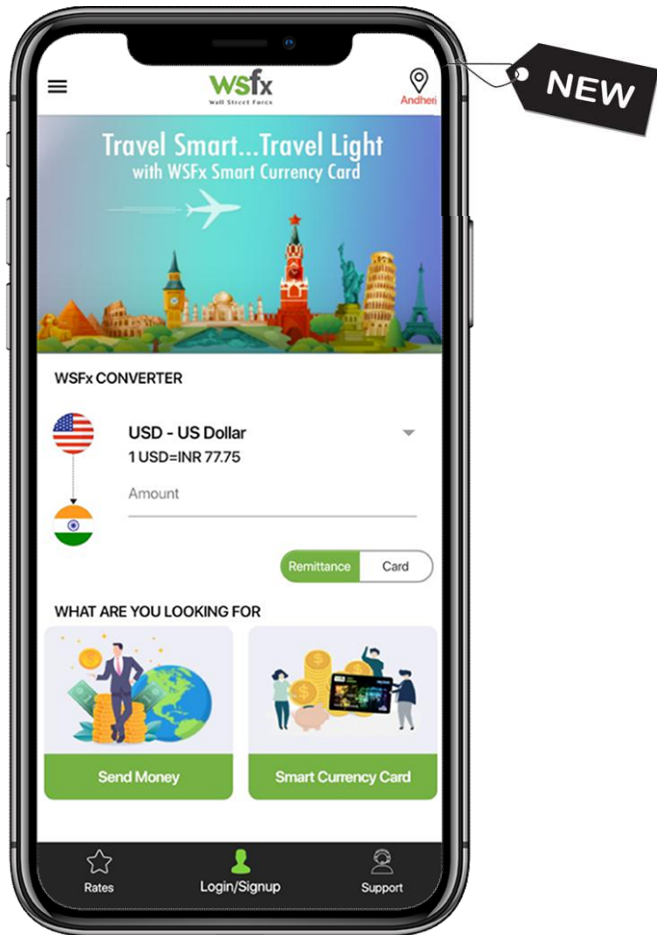 NEW
WSfx
Wall Street Forex
Andheri
Travel Smart...Travel Light
with WSFx Smart Currency Card
WSFx CONVERTER
USD - US Dollar
1 USD=INR 77.75
Amount
Remittance Card
WHAT ARE YOU LOOKING FOR
Send Money
Smart Currency Card
Rates
Login/Signup
Support